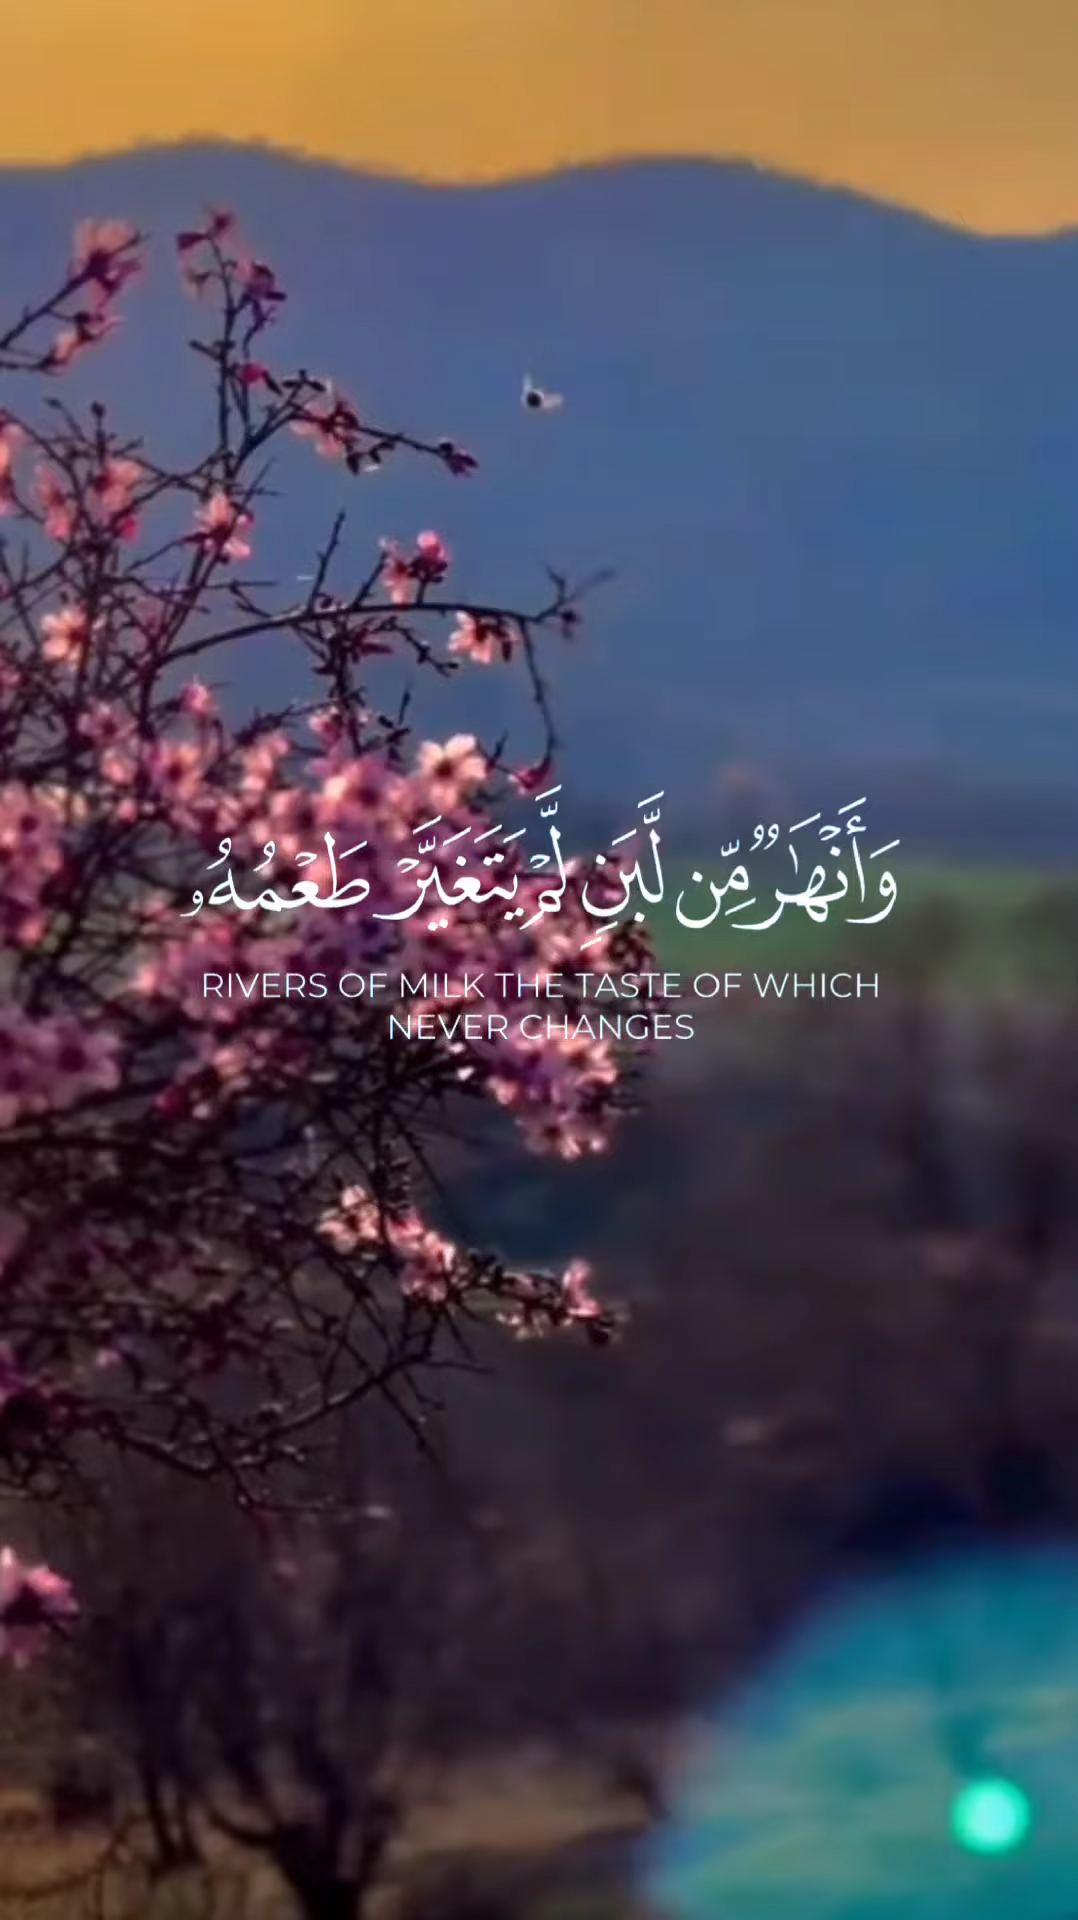 وَأَنْهَٰرٌ مِّن لَّبَنٍ لَّمْ يَتَغَيَّرْ طَعْمُهُۥ
RIVERS OF MILK THE TASTE OF WHICH
NEVER CHANGES